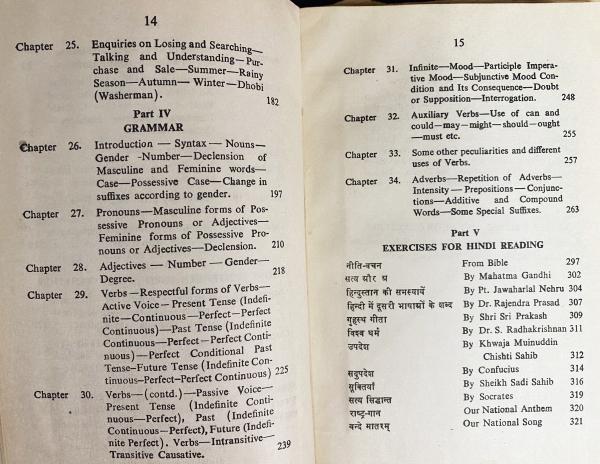 14
Chapter 25. Enquiries on Losing and Searching—
Talking and Understanding—Pur-
chase and Sale—Summer—Rainy
Season—Autumn— Winter—Dhobi
(Washerman). 182
Part IV
GRAMMAR
Chapter 26. Introduction — Syntax — Nouns—
Gender -Number—Declension of
Masculine and Feminine words—
Case—Possessive Case—Change in
suffixes according to gender. 197
Chapter 27. Pronouns—Masculine forms of Pos-
sessive Pronouns or Adjectives—
Feminine forms of Possessive Pro-
nouns or Adjectives—Declension. 210
Chapter 28. Adjectives — Number — Gender—
Degree. 218
Chapter 29. Verbs—Respectful forms of Verbs—
Active Voice—Present Tense (Indefi-
nite—Continuous—Perfect—Perfect
Continuous)—Past Tense (Indefinite
Continuous—Perfect—Perfect Conti-
nuous)—Perfect Conditional Past
Tense—Future Tense (Indefinite Con-
tinuous–Perfect–Perfect Continuous) 225
Chapter 30. Verbs—(contd.)—Passive Voice—
Present Tense (Indefinite Conti-
nuous—Perfect), Past (Indefinite
Continuous—Perfect), Future (Indefi-
nite Perfect). Verbs—Intransitive—
Transitive Causative. 239
15
Chapter 31. Infinite—Mood—Participle Impera-
tive Mood—Subjunctive Mood Con-
dition and Its Consequence—Doubt
or Supposition—Interrogation. 248
Chapter 32. Auxiliary Verbs—Use of can and
could—may—might—should—ought
—must etc. 255
Chapter 33. Some other peculiarities and different
uses of Verbs. 257
Chapter 34. Adverbs—Repetition of Adverbs—
Intensity — Prepositions — Conjunc-
tions—Additive and Compound
Words—Some Special Suffixes. 263
Part V
EXERCISES FOR HINDI READING
नीति-वचन From Bible 297
सत्य और By Mahatma Gandhi 302
हिन्दुस्तान की समस्यायें By Pt. Jawaharlal Nehru 304
हिन्दी में दूसरी भाषाओं के शब्द By Dr. Rajendra Prasad 307
गृहस्थ गीता By Shri Sri Prakash 309
विश्व धर्म By Dr. S. Radhakrishnan 311
उपदेश By Khwaja Muinuddin
Chishti Sahib 312
सदुपदेश By Confucius 314
सूक्तियाँ By Sheikh Sadi Sahib 316
सत्य सिद्धान्त By Socrates 319
राष्ट्र-गान Our National Anthem 320
वन्दे मातरम् Our National Song 321